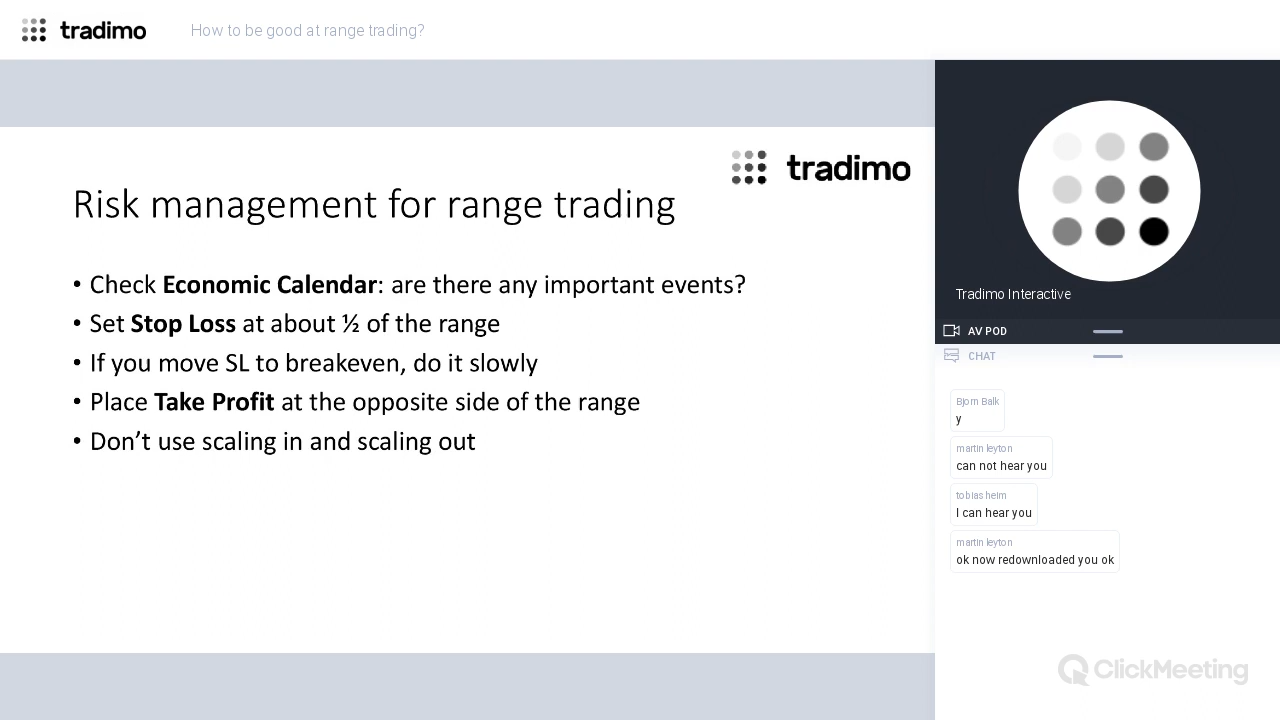 tradimo
How to be good at range trading?
tradimo
Risk management for range trading
• Check Economic Calendar: are there any important events?
• Set Stop Loss at about ½ of the range
• If you move SL to breakeven, do it slowly
• Place Take Profit at the opposite side of the range
• Don’t use scaling in and scaling out
Tradimo Interactive
AV POD
CHAT
Bjorn Balk
y
martin leyton
can not hear you
tobias heim
I can hear you
martin leyton
ok now redownloaded you ok
ClickMeeting